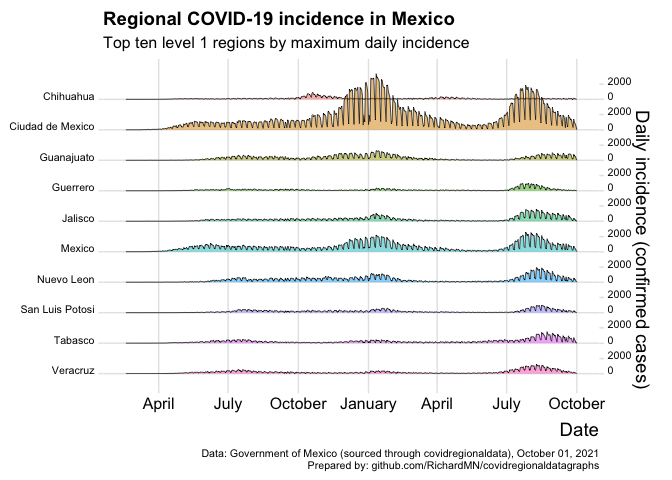 Regional COVID-19 incidence in Mexico
Top ten level 1 regions by maximum daily incidence
Chihuahua
Ciudad de Mexico
Guanajuato
Guerrero
Jalisco
Mexico
Nuevo Leon
San Luis Potosi
Tabasco
Veracruz
2000
0
2000
0
2000
0
2000
0
2000
0
2000
0
2000
0
2000
0
2000
0
2000
0
Daily incidence (confirmed cases)
April July October January April July October
Date
Data: Government of Mexico (sourced through covidregionaldata), October 01, 2021
Prepared by: github.com/RichardMN/covidregionaldatagraphs